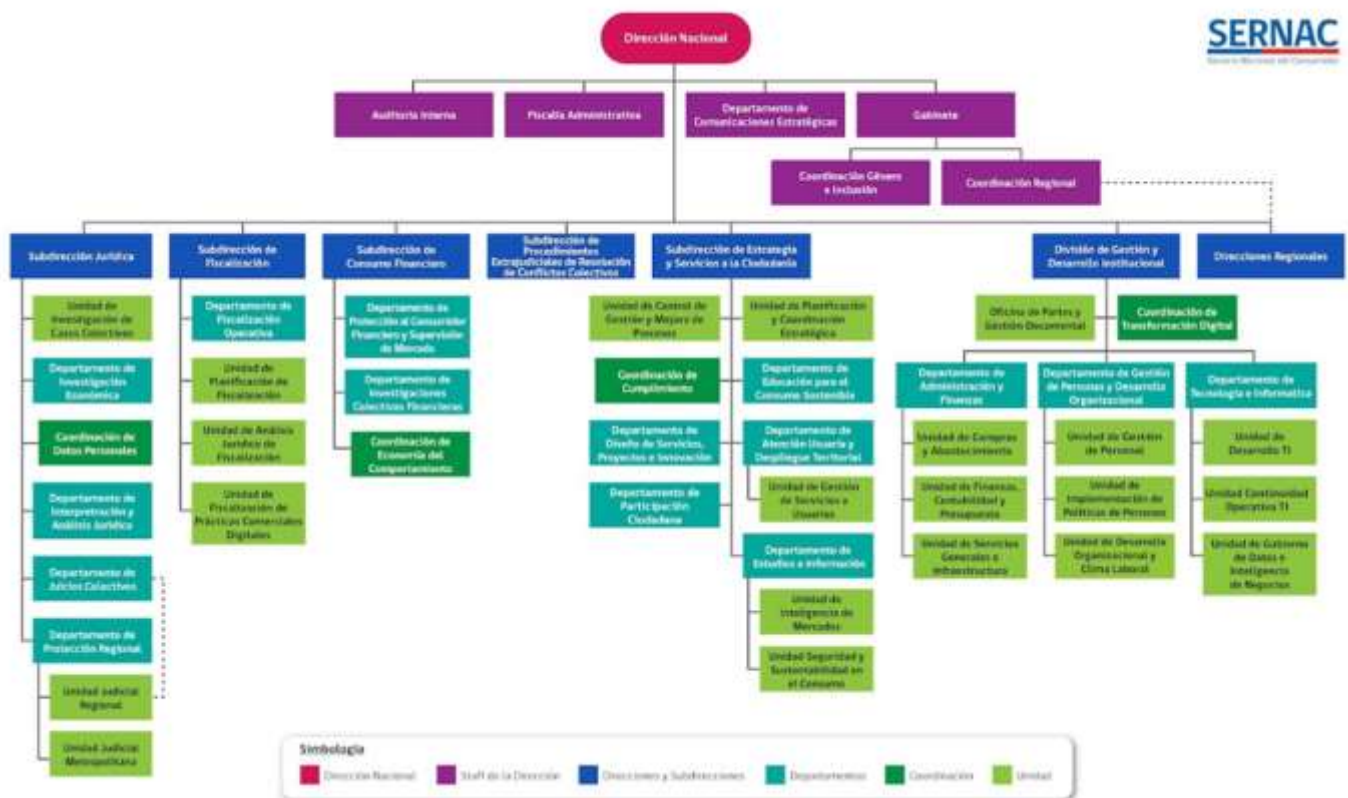 Dirección Nacional
SERNAC
Servicio Nacional del Consumidor
Auditoría Interna
Fiscalía Administrativa
Departamento de
Comunicaciones Estratégicas
Gabinete
Coordinación Género
e Inclusión
Coordinación Regional
Subdirección Jurídica
Subdirección de
Fiscalización
Subdirección de
Consumo Financiero
Subdirección de
Procedimientos
Extrajudiciales de Resolución
de Conflictos Colectivos
Subdirección de Estrategia
y Servicios a la Ciudadanía
División de Gestión y
Desarrollo Institucional
Direcciones Regionales
Unidad de
Investigación de
Casos Colectivos
Departamento de
Investigación
Económica
Coordinación de
Datos Personales
Departamento de
Interpretación y
Análisis Jurídico
Departamento de
Juicios Colectivos
Departamento de
Protección Regional
Unidad Judicial
Regional
Unidad Judicial
Metropolitana
Departamento de
Fiscalización
Operativa
Unidad de
Planificación de
Fiscalización
Unidad de Análisis
Jurídico de
Fiscalización
Unidad de
Fiscalización de
Prácticas Comerciales
Digitales
Departamento de
Protección al Consumidor
Financiero y Supervisión
de Mercado
Departamento de
Investigaciones
Colectivas Financieras
Coordinación de
Economía del
Comportamiento
Unidad de Control de
Gestión y Mejora de
Procesos
Unidad de Planificación
y Coordinación
Estratégica
Coordinación de
Cumplimiento
Departamento de
Educación para el
Consumo Sostenible
Departamento de
Diseño de Servicios,
Proyectos e Innovación
Departamento de
Atención Usuaria y
Despliegue Territorial
Departamento de
Participación
Ciudadana
Unidad de Gestión
de Servicios a
Usuarios
Departamento de
Estudios e Información
Unidad de
Inteligencia de
Mercados
Unidad Seguridad y
Sustentabilidad en
el Consumo
Oficina de Partes y
Gestión Documental
Coordinación de
Transformación Digital
Departamento de
Administración y
Finanzas
Departamento de Gestión
de Personas y Desarrollo
Organizacional
Departamento de
Tecnología e Informática
Unidad de Compras
y Abastecimiento
Unidad de Finanzas,
Contabilidad y
Presupuesto
Unidad de Servicios
Generales e
Infraestructura
Unidad de Gestión
de Personal
Unidad de
Implementación de
Políticas de Personas
Unidad de Desarrollo
Organizacional y
Clima Laboral
Unidad de
Desarrollo TI
Unidad Continuidad
Operativa TI
Unidad de Gobierno
de Datos e
Inteligencia
de Negocios
Simbología
Dirección Nacional
Staff de la Dirección
Direcciones y Subdirecciones
Departamentos
Coordinación
Unidad